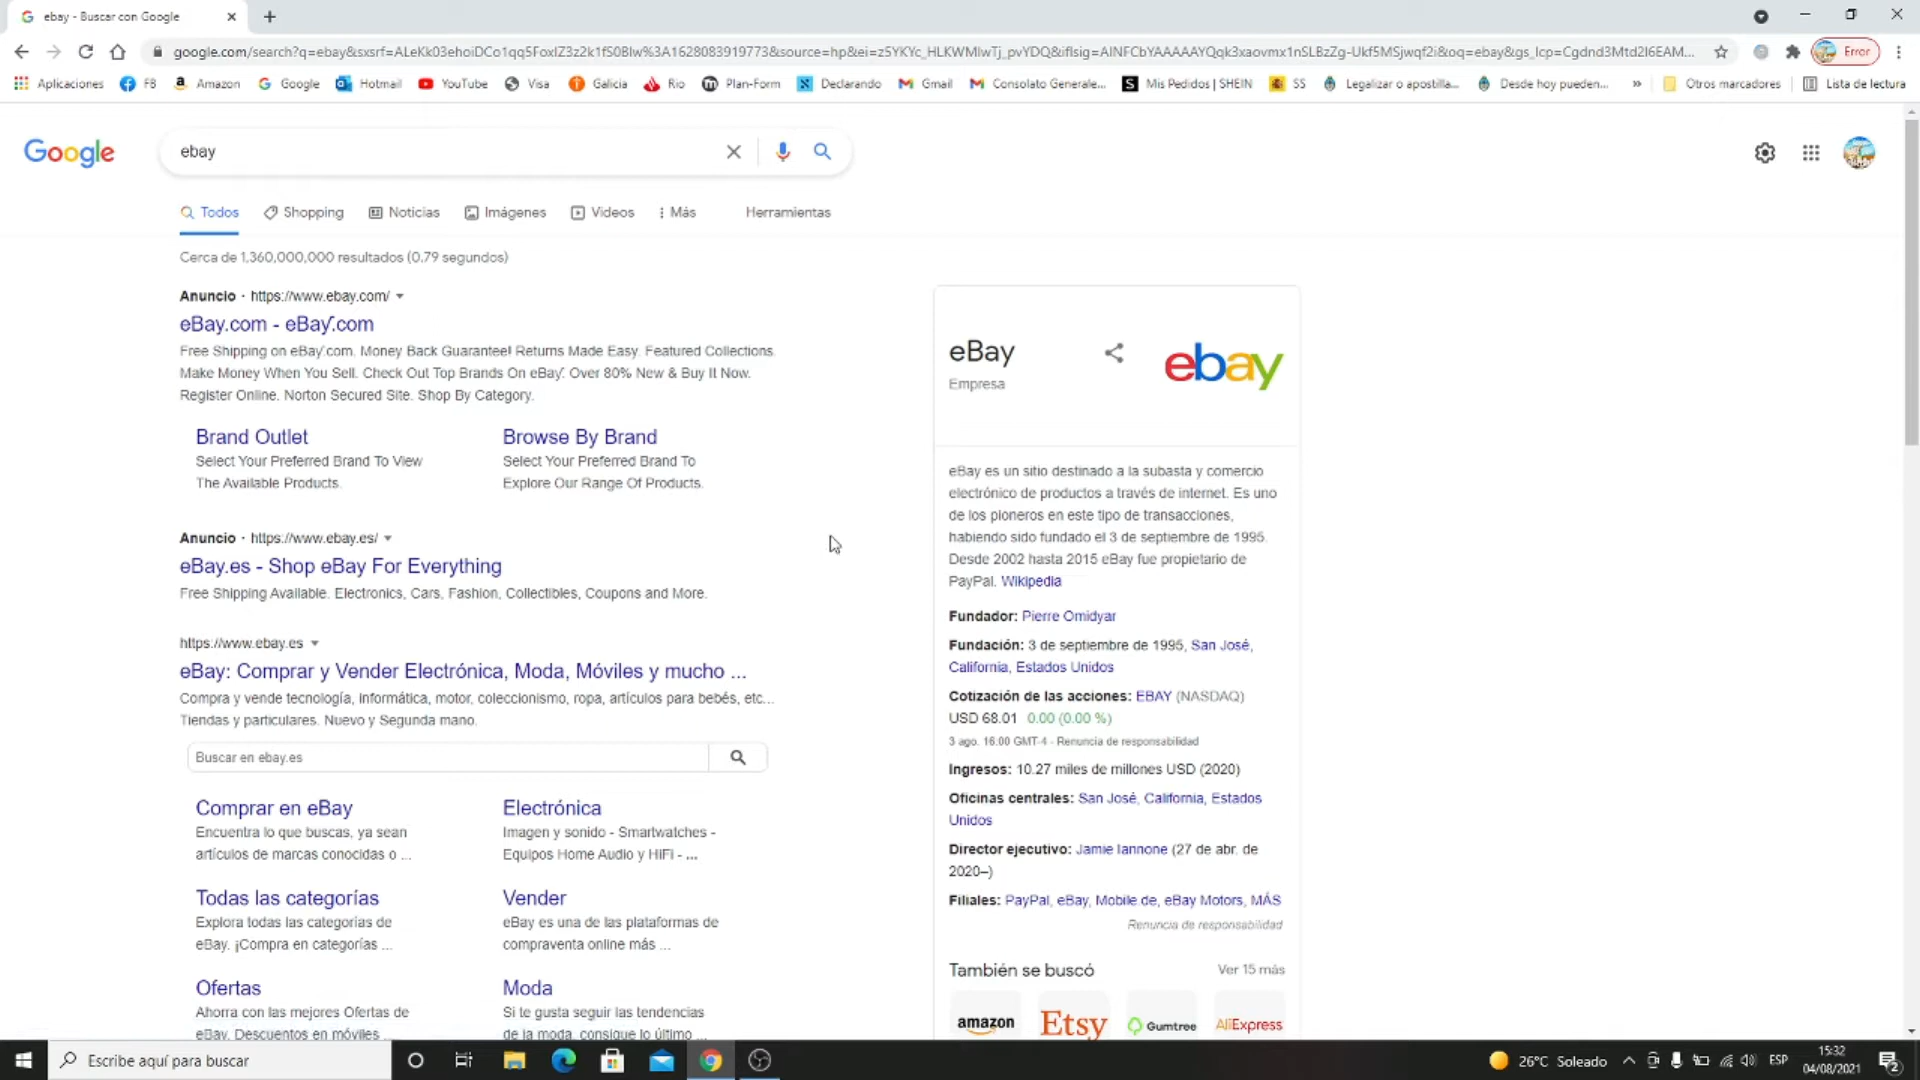 ebay - Buscar con Google
google.com/search?q=ebay&sxsrf=ALeKk03ehoiDCo1qq5FoxlZ3z2k1fS0Blw%3A1628083919773&source=hp&ei=z5YKYc_HLKWMlwTj_pvYDQ&iflsig=AINFCbYAAAAAYQqk3xaovmx1nSLBzZg-Ukf5MSjwqf2i&oq=ebay&gs_lcp=Cgdnd3Mtd2l6EAM...
Error
Aplicaciones FB Amazon Google Hotmail YouTube Visa Galicia Rio Plan-Form Declarando Gmail Consolato Generale... Mis Pedidos | SHEIN SS Legalizar o apostilla... Desde hoy pueden... » Otros marcadores Lista de lectura
Google
ebay
Todos Shopping Noticias Imágenes Videos Más Herramientas
Cerca de 1,360,000,000 resultados (0.79 segundos)
Anuncio · https://www.ebay.com/
eBay.com - eBay.com
Free Shipping on eBay.com. Money Back Guarantee! Returns Made Easy. Featured Collections.
Make Money When You Sell. Check Out Top Brands On eBay. Over 80% New & Buy It Now.
Register Online. Norton Secured Site. Shop By Category.
Brand Outlet
Select Your Preferred Brand To View
The Available Products.
Browse By Brand
Select Your Preferred Brand To
Explore Our Range Of Products.
Anuncio · https://www.ebay.es/
eBay.es - Shop eBay For Everything
Free Shipping Available. Electronics, Cars, Fashion, Collectibles, Coupons and More.
https://www.ebay.es
eBay: Comprar y Vender Electrónica, Moda, Móviles y mucho ...
Compra y vende tecnología, informática, motor, coleccionismo, ropa, artículos para bebés, etc...
Tiendas y particulares. Nuevo y Segunda mano.
Buscar en ebay.es
Comprar en eBay
Encuentra lo que buscas, ya sean
artículos de marcas conocidas o ...
Electrónica
Imagen y sonido - Smartwatches -
Equipos Home Audio y HiFi - ...
Todas las categorías
Explora todas las categorías de
eBay. ¡Compra en categorías ...
Vender
eBay es una de las plataformas de
compraventa online más ...
Ofertas
Ahorra con las mejores Ofertas de
eBay. Descuentos en móviles ...
Moda
Si te gusta seguir las tendencias
de la moda, consigue lo último ...
eBay
Empresa
ebay
eBay es un sitio destinado a la subasta y comercio
electrónico de productos a través de internet. Es uno
de los pioneros en este tipo de transacciones,
habiendo sido fundado el 3 de septiembre de 1995.
Desde 2002 hasta 2015 eBay fue propietario de
PayPal. Wikipedia
Fundador: Pierre Omidyar
Fundación: 3 de septiembre de 1995, San José,
California, Estados Unidos
Cotización de las acciones: EBAY (NASDAQ)
USD 68.01 0.00 (0.00 %)
3 ago. 16:00 GMT-4 - Renuncia de responsabilidad
Ingresos: 10.27 miles de millones USD (2020)
Oficinas centrales: San José, California, Estados
Unidos
Director ejecutivo: Jamie Iannone (27 de abr. de
2020–)
Filiales: PayPal, eBay, Mobile de, eBay Motors, MÁS
Renuncia de responsabilidad
También se buscó
Ver 15 más
amazon Etsy Gumtree AliExpress
Escribe aquí para buscar
26°C Soleado
ESP
15:32
04/08/2021
2